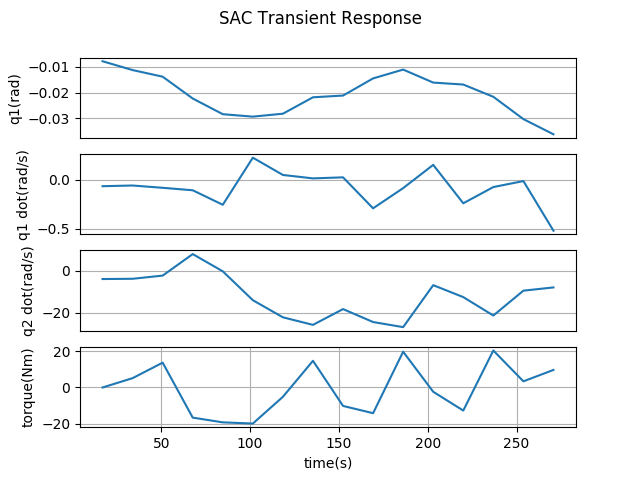 SAC Transient Response
q1(rad)
−0.01
−0.02
−0.03
q1 dot(rad/s)
0.0
−0.5
q2 dot(rad/s)
0
−20
torque(Nm)
20
0
−20
50 100 150 200 250
time(s)